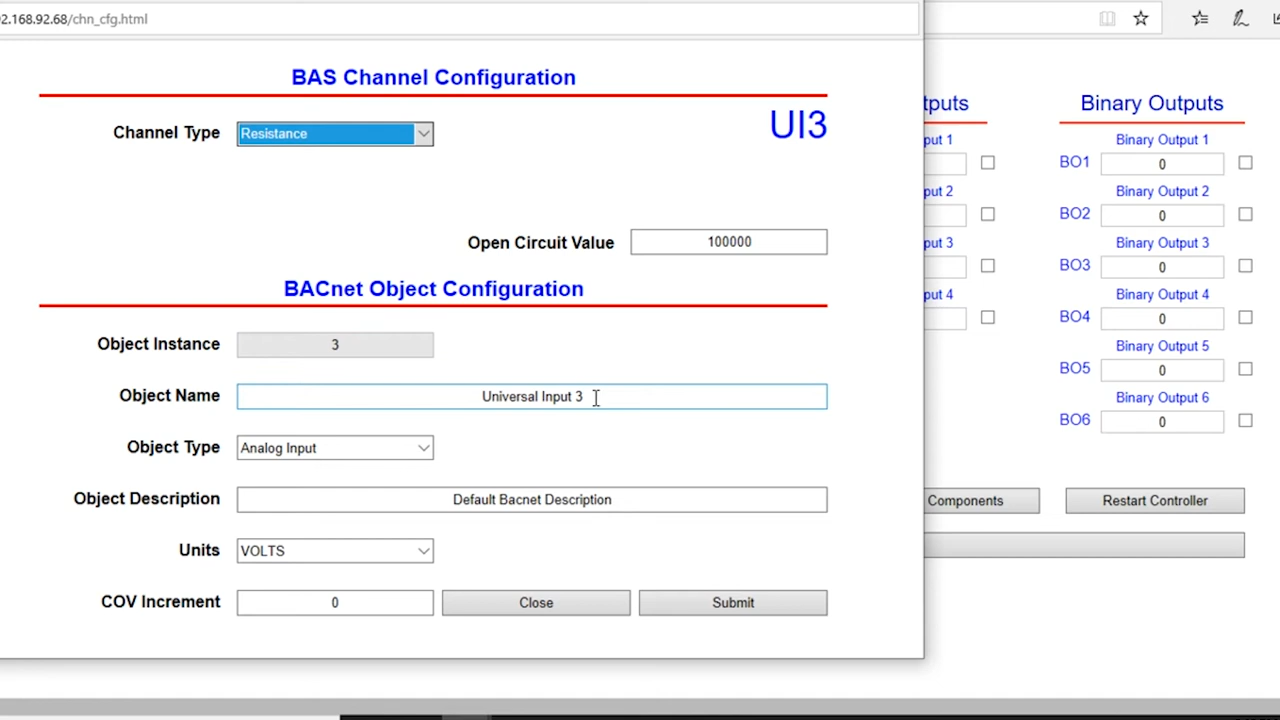 2.168.92.68/chn_cfg.html
BAS Channel Configuration
UI3
Channel Type Resistance
Open Circuit Value 100000
BACnet Object Configuration
Object Instance 3
Object Name Universal Input 3
Object Type Analog Input
Object Description Default Bacnet Description
Units VOLTS
COV Increment 0 Close Submit
tputs Binary Outputs
put 1 Binary Output 1
BO1 0
put 2 Binary Output 2
BO2 0
put 3 Binary Output 3
BO3 0
put 4 Binary Output 4
BO4 0
Binary Output 5
BO5 0
Binary Output 6
BO6 0
Components Restart Controller